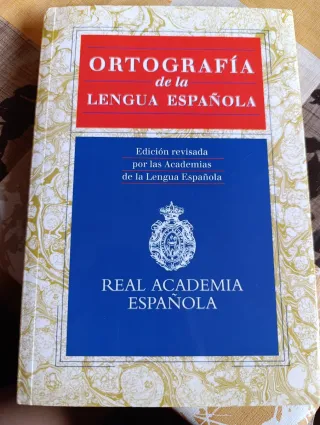 ORTOGRAFÍA
de la
LENGUA ESPAÑOLA
Edición revisada
por las Academias
de la Lengua Española
REAL ACADEMIA
ESPAÑOLA